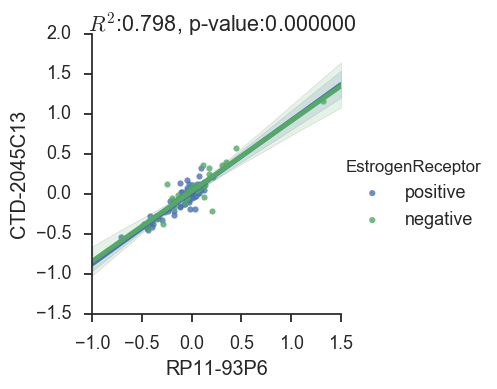 R²:0.798, p-value:0.000000
2.0
1.5
1.0
0.5
0.0
−0.5
−1.0
−1.5
CTD-2045C13
−1.0 −0.5 0.0 0.5 1.0 1.5
RP11-93P6
EstrogenReceptor
positive
negative